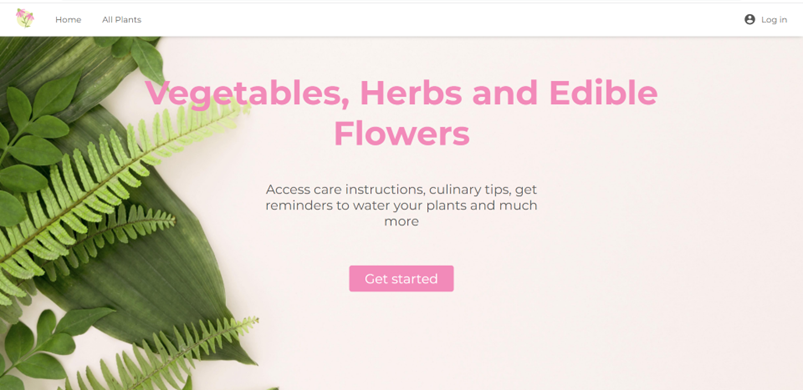 Home
All Plants
Log in
Vegetables, Herbs and Edible
Flowers
Access care instructions, culinary tips, get
reminders to water your plants and much
more
Get started